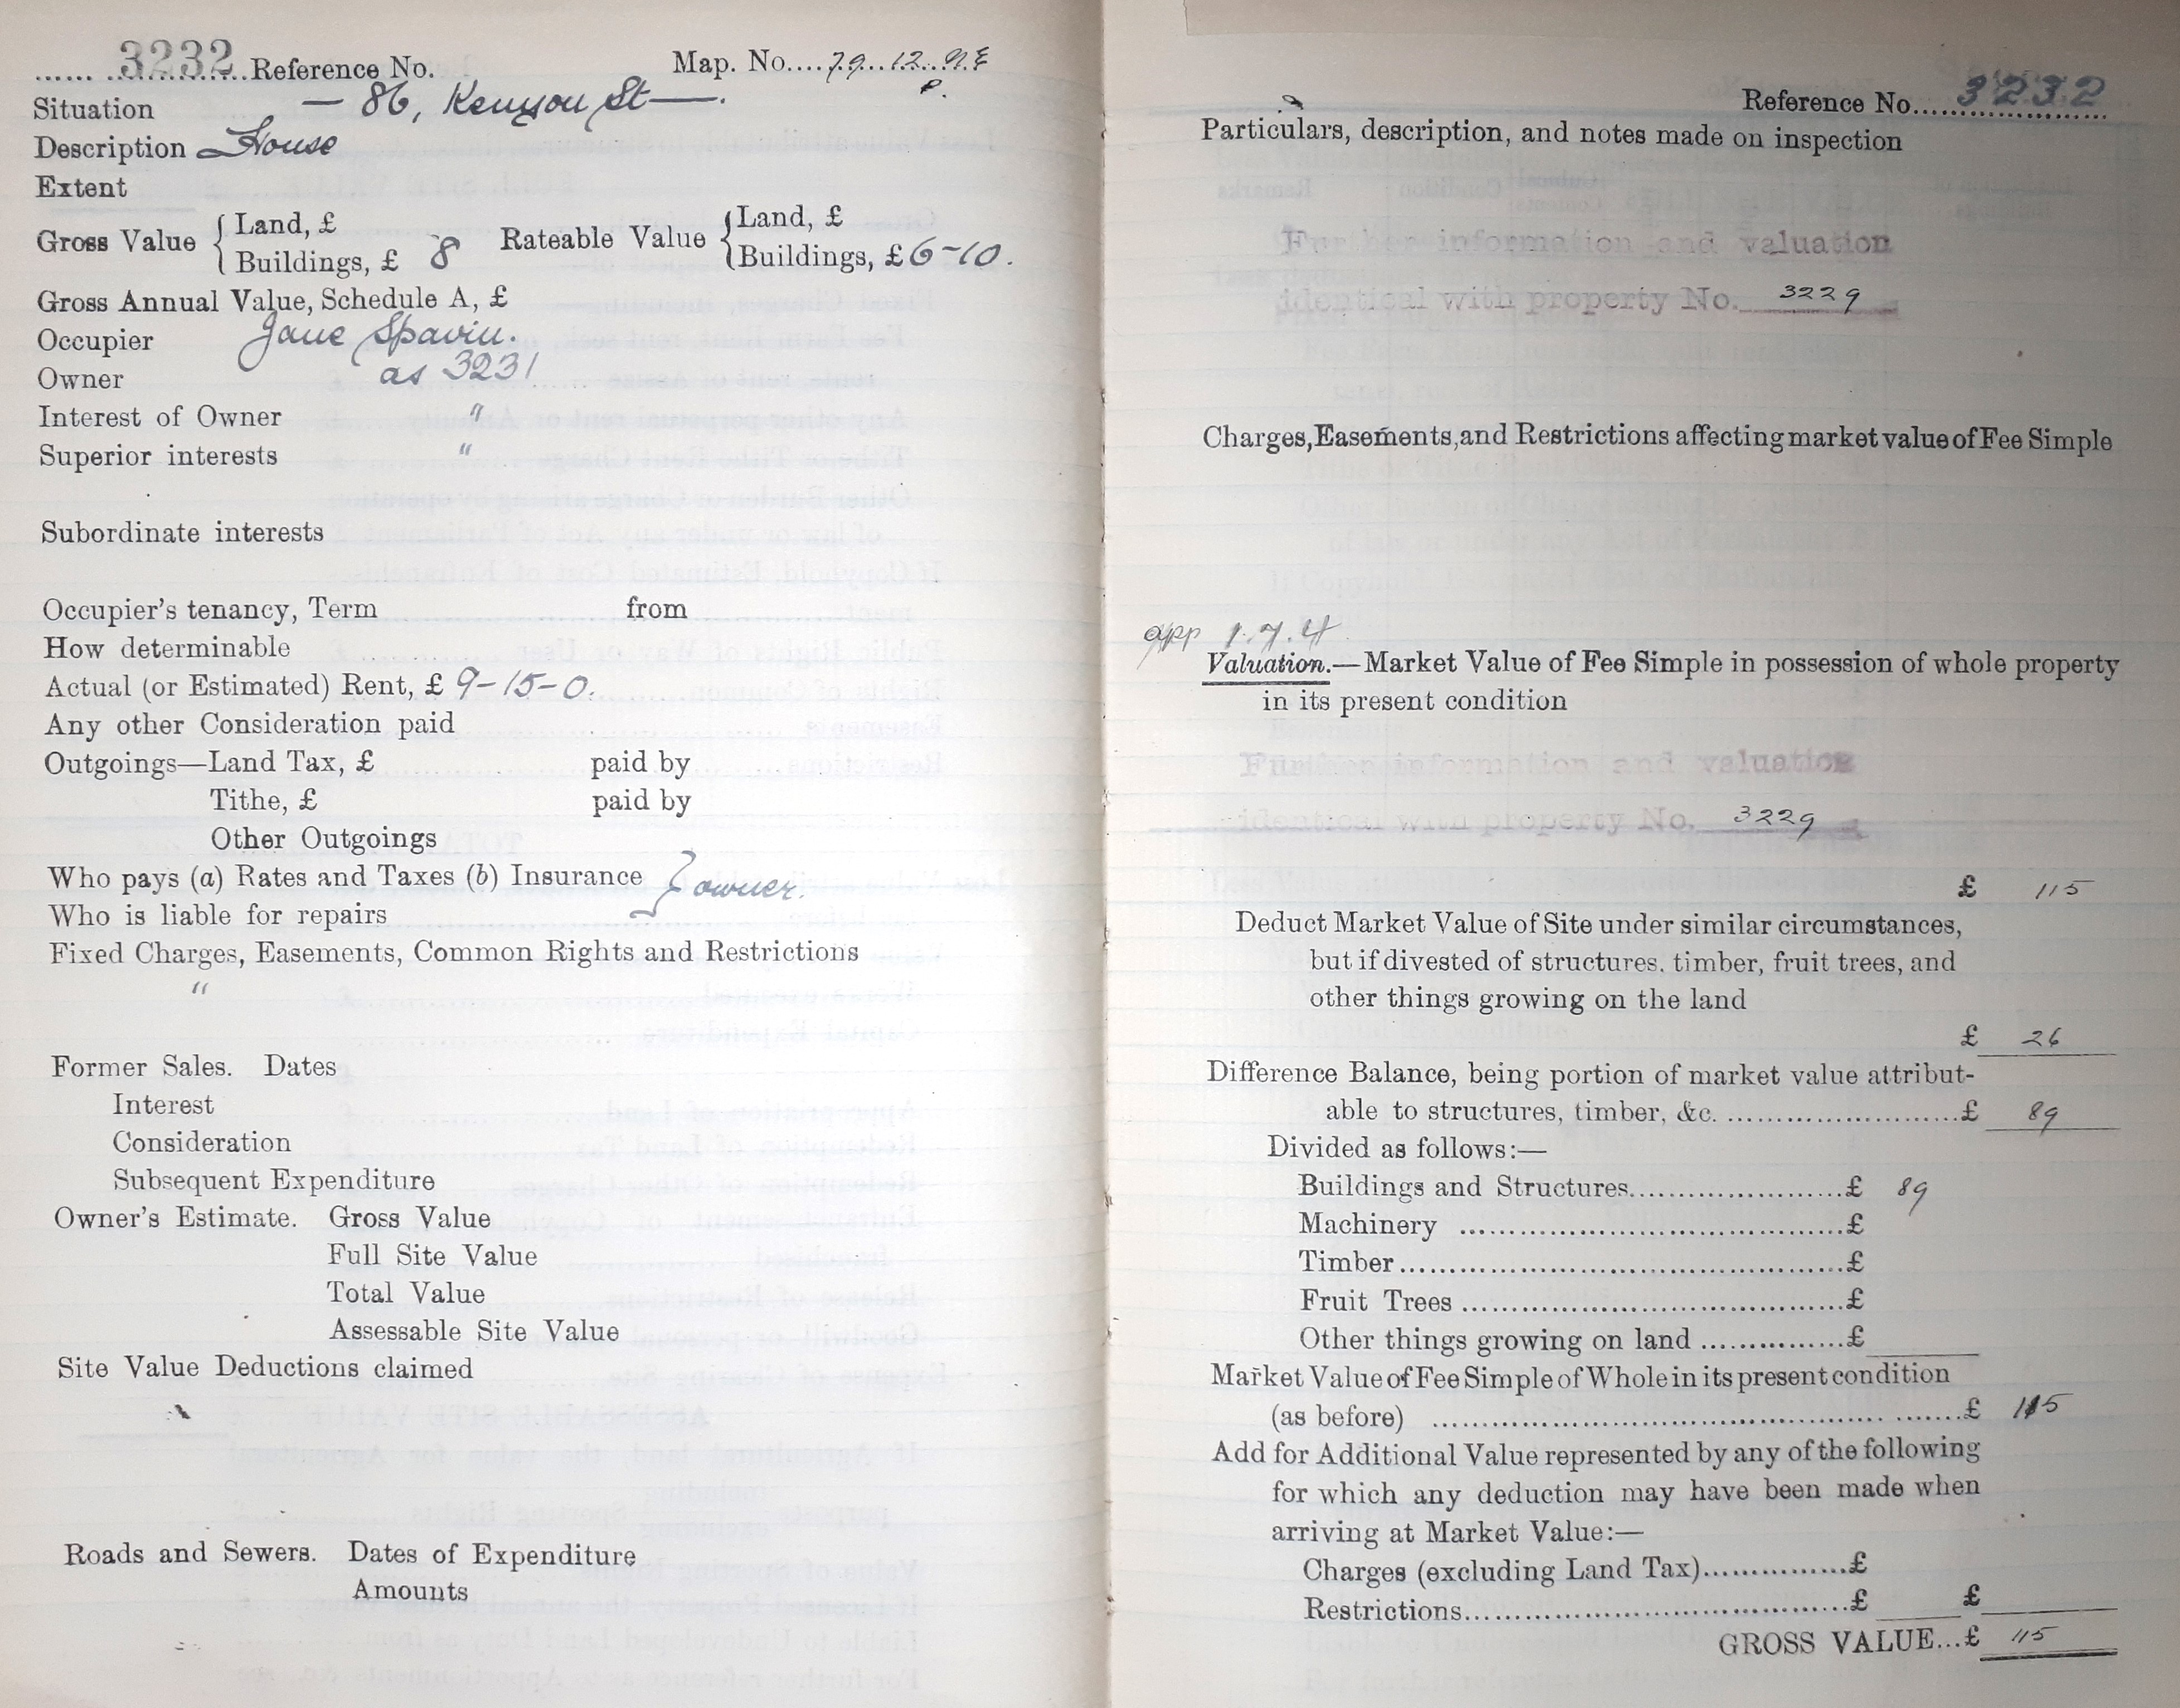 3232 Reference No. Map. No. 79.12.N.E
Situation — 86, Kenyon St —.
Description House
Extent
Gross Value { Land, £ Rateable Value { Land, £
Buildings, £ 8 Buildings, £ 6-10.
Gross Annual Value, Schedule A, £
Occupier Jane Spavin.
Owner as 3231
Interest of Owner "
Superior interests "
Subordinate interests
Occupier's tenancy, Term from
How determinable
Actual (or Estimated) Rent, £ 9-15-0.
Any other Consideration paid
Outgoings—Land Tax, £ paid by
Tithe, £ paid by
Other Outgoings
Who pays (a) Rates and Taxes (b) Insurance } owner.
Who is liable for repairs
Fixed Charges, Easements, Common Rights and Restrictions
"
Former Sales. Dates
Interest
Consideration
Subsequent Expenditure
Owner's Estimate. Gross Value
Full Site Value
Total Value
Assessable Site Value
Site Value Deductions claimed
Roads and Sewers. Dates of Expenditure
Amounts
Reference No. 3232
Particulars, description, and notes made on inspection
Further information and valuation
identical with property No. 3229
Charges, Easements, and Restrictions affecting market value of Fee Simple
app 1.7.4
Valuation.—Market Value of Fee Simple in possession of whole property
in its present condition
Further information and valuation
identical with property No. 3229
£ 115
Deduct Market Value of Site under similar circumstances,
but if divested of structures, timber, fruit trees, and
other things growing on the land
£ 26
Difference Balance, being portion of market value attribut-
able to structures, timber, &c. ..........£ 89
Divided as follows:—
Buildings and Structures..........£ 89
Machinery ..........£
Timber..........£
Fruit Trees ..........£
Other things growing on land ..........£
Market Value of Fee Simple of Whole in its present condition
(as before) ..........£ 115
Add for Additional Value represented by any of the following
for which any deduction may have been made when
arriving at Market Value:—
Charges (excluding Land Tax)..........£
Restrictions..........£ £
GROSS VALUE...£ 115